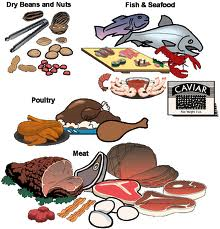 Dry Beans and Nuts
Fish & Seafood
CAVIAR
Poultry
Meat